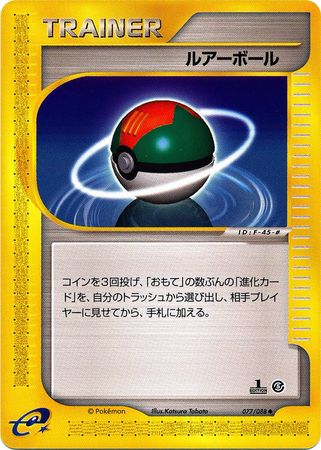 TRAINER
ルアーボール
ID:F-45-#
コインを3回投げ、「おもて」の数ぶんの「進化カー
ド」を、自分のトラッシュから選び出し、相手プレイ
ヤーに見せてから、手札に加える。
1
EDITION
©Pokémon
Illus.Katsura Tabata
077/088◆
e